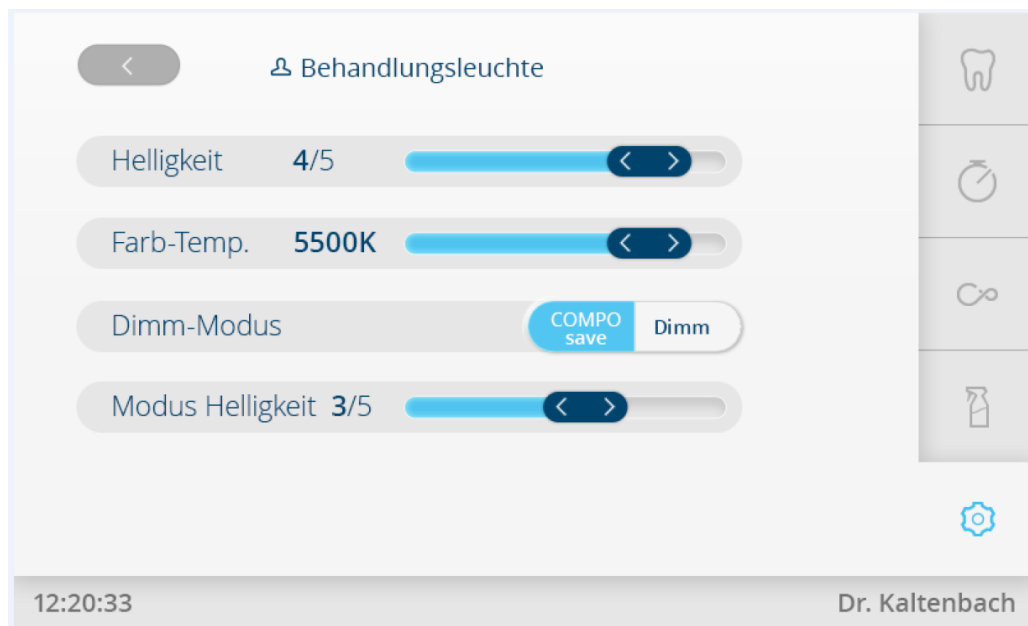 Behandlungsleuchte
Helligkeit 4/5
Farb-Temp. 5500K
Dimm-Modus COMPO save Dimm
Modus Helligkeit 3/5
12:20:33 Dr. Kaltenbach